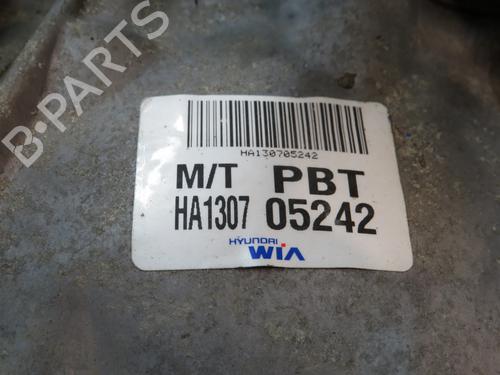 B-PARTS
HA130705242
M/T PBT
HA1307 05242
HYUNDAI
WIA